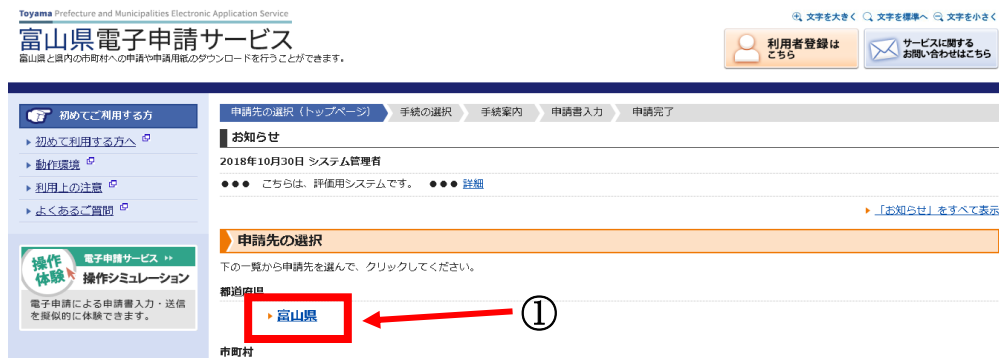 Toyama Prefecture and Municipalities Electronic Application Service
富山県電子申請サービス
富山県と県内の市町村への申請や申請用紙のダウンロードを行うことができます。
文字を大きく 文字を標準へ 文字を小さく
利用者登録は
こちら
サービスに関する
お問い合わせはこちら
初めてご利用する方
初めて利用する方へ
動作環境
利用上の注意
よくあるご質問
操作
体験
電子申請サービス
操作シミュレーション
電子申請による申請書入力・送信
を擬似的に体験できます。
申請先の選択（トップページ） 手続の選択 手続案内 申請書入力 申請完了
お知らせ
2018年10月30日 システム管理者
●●● こちらは、評価用システムです。 ●●● 詳細
「お知らせ」をすべて表示
申請先の選択
下の一覧から申請先を選んで、クリックしてください。
都道府県
富山県
①
市町村